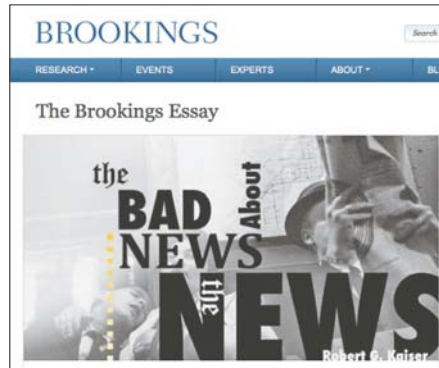 BROOKINGS
Search
RESEARCH EVENTS EXPERTS ABOUT
The Brookings Essay
the
BAD About
NEWS
the
NEWS
Robert G. Kaiser